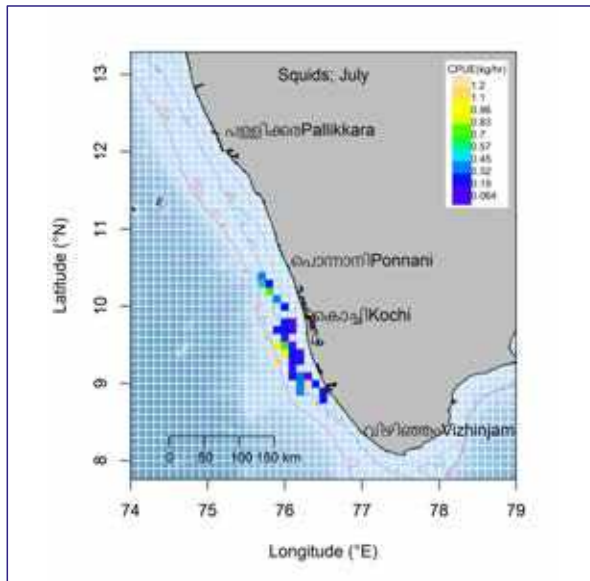 Squids; July
CPUE(kg/hr)
1.2
1.1
0.96
0.83
0.7
0.57
0.45
0.32
0.19
0.064
പള്ളിക്കരPallikkara
പൊന്നാനിPonnani
കൊച്ചിKochi
വിഴിഞ്ഞംVizhinjam
0 50 100 150 km
13
12
11
10
9
8
Latitude (°N)
74 75 76 77 78 79
Longitude (°E)